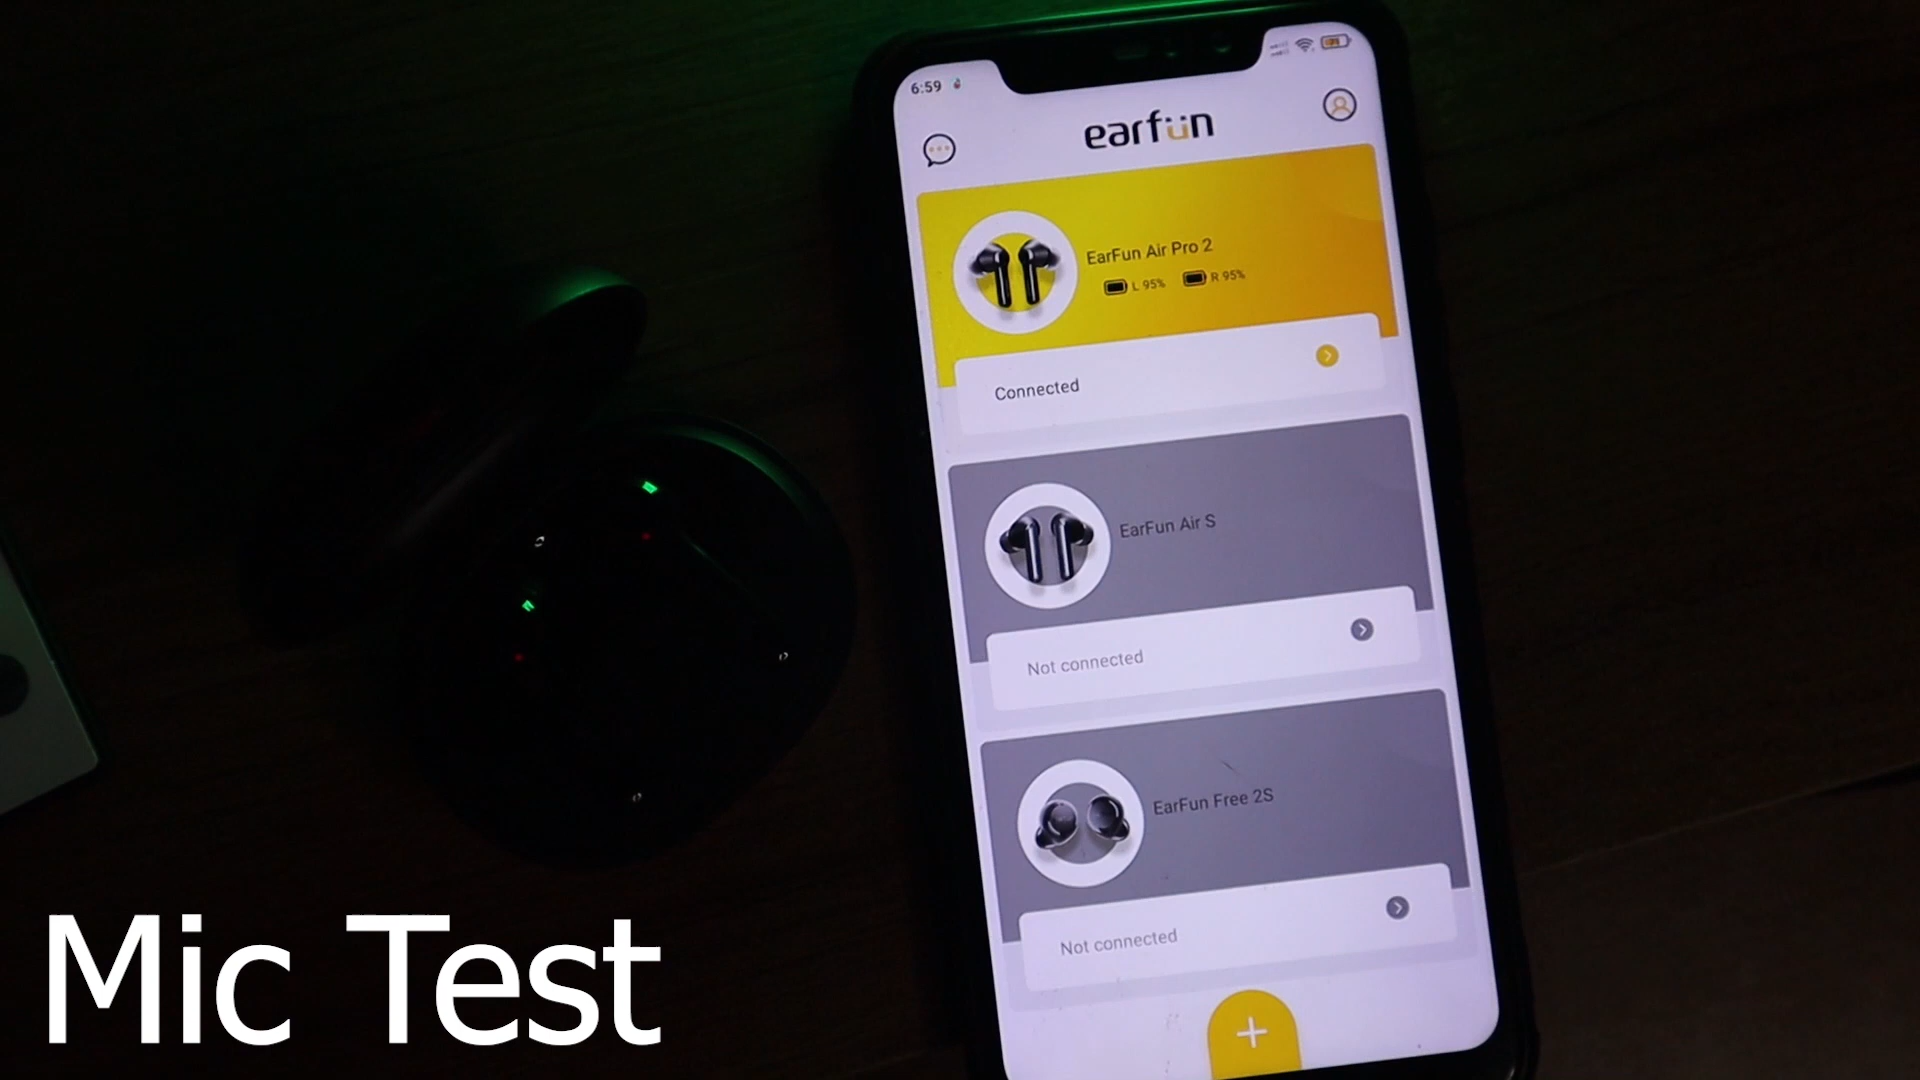 6:59
earfün
EarFun Air Pro 2
L 95% R 95%
Connected
EarFun Air S
Not connected
EarFun Free 2S
Not connected
+
Mic Test